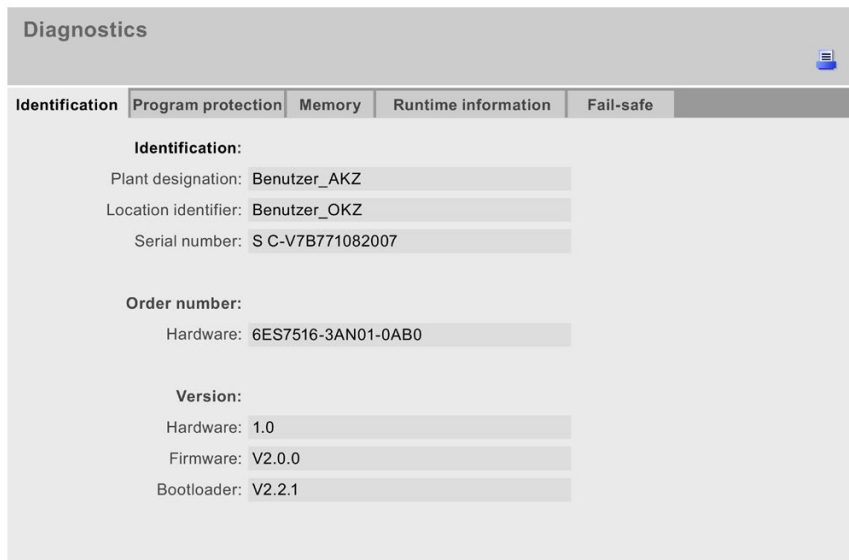 Diagnostics
Identification Program protection Memory Runtime information Fail-safe
Identification:
Plant designation: Benutzer_AKZ
Location identifier: Benutzer_OKZ
Serial number: S C-V7B771082007
Order number:
Hardware: 6ES7516-3AN01-0AB0
Version:
Hardware: 1.0
Firmware: V2.0.0
Bootloader: V2.2.1